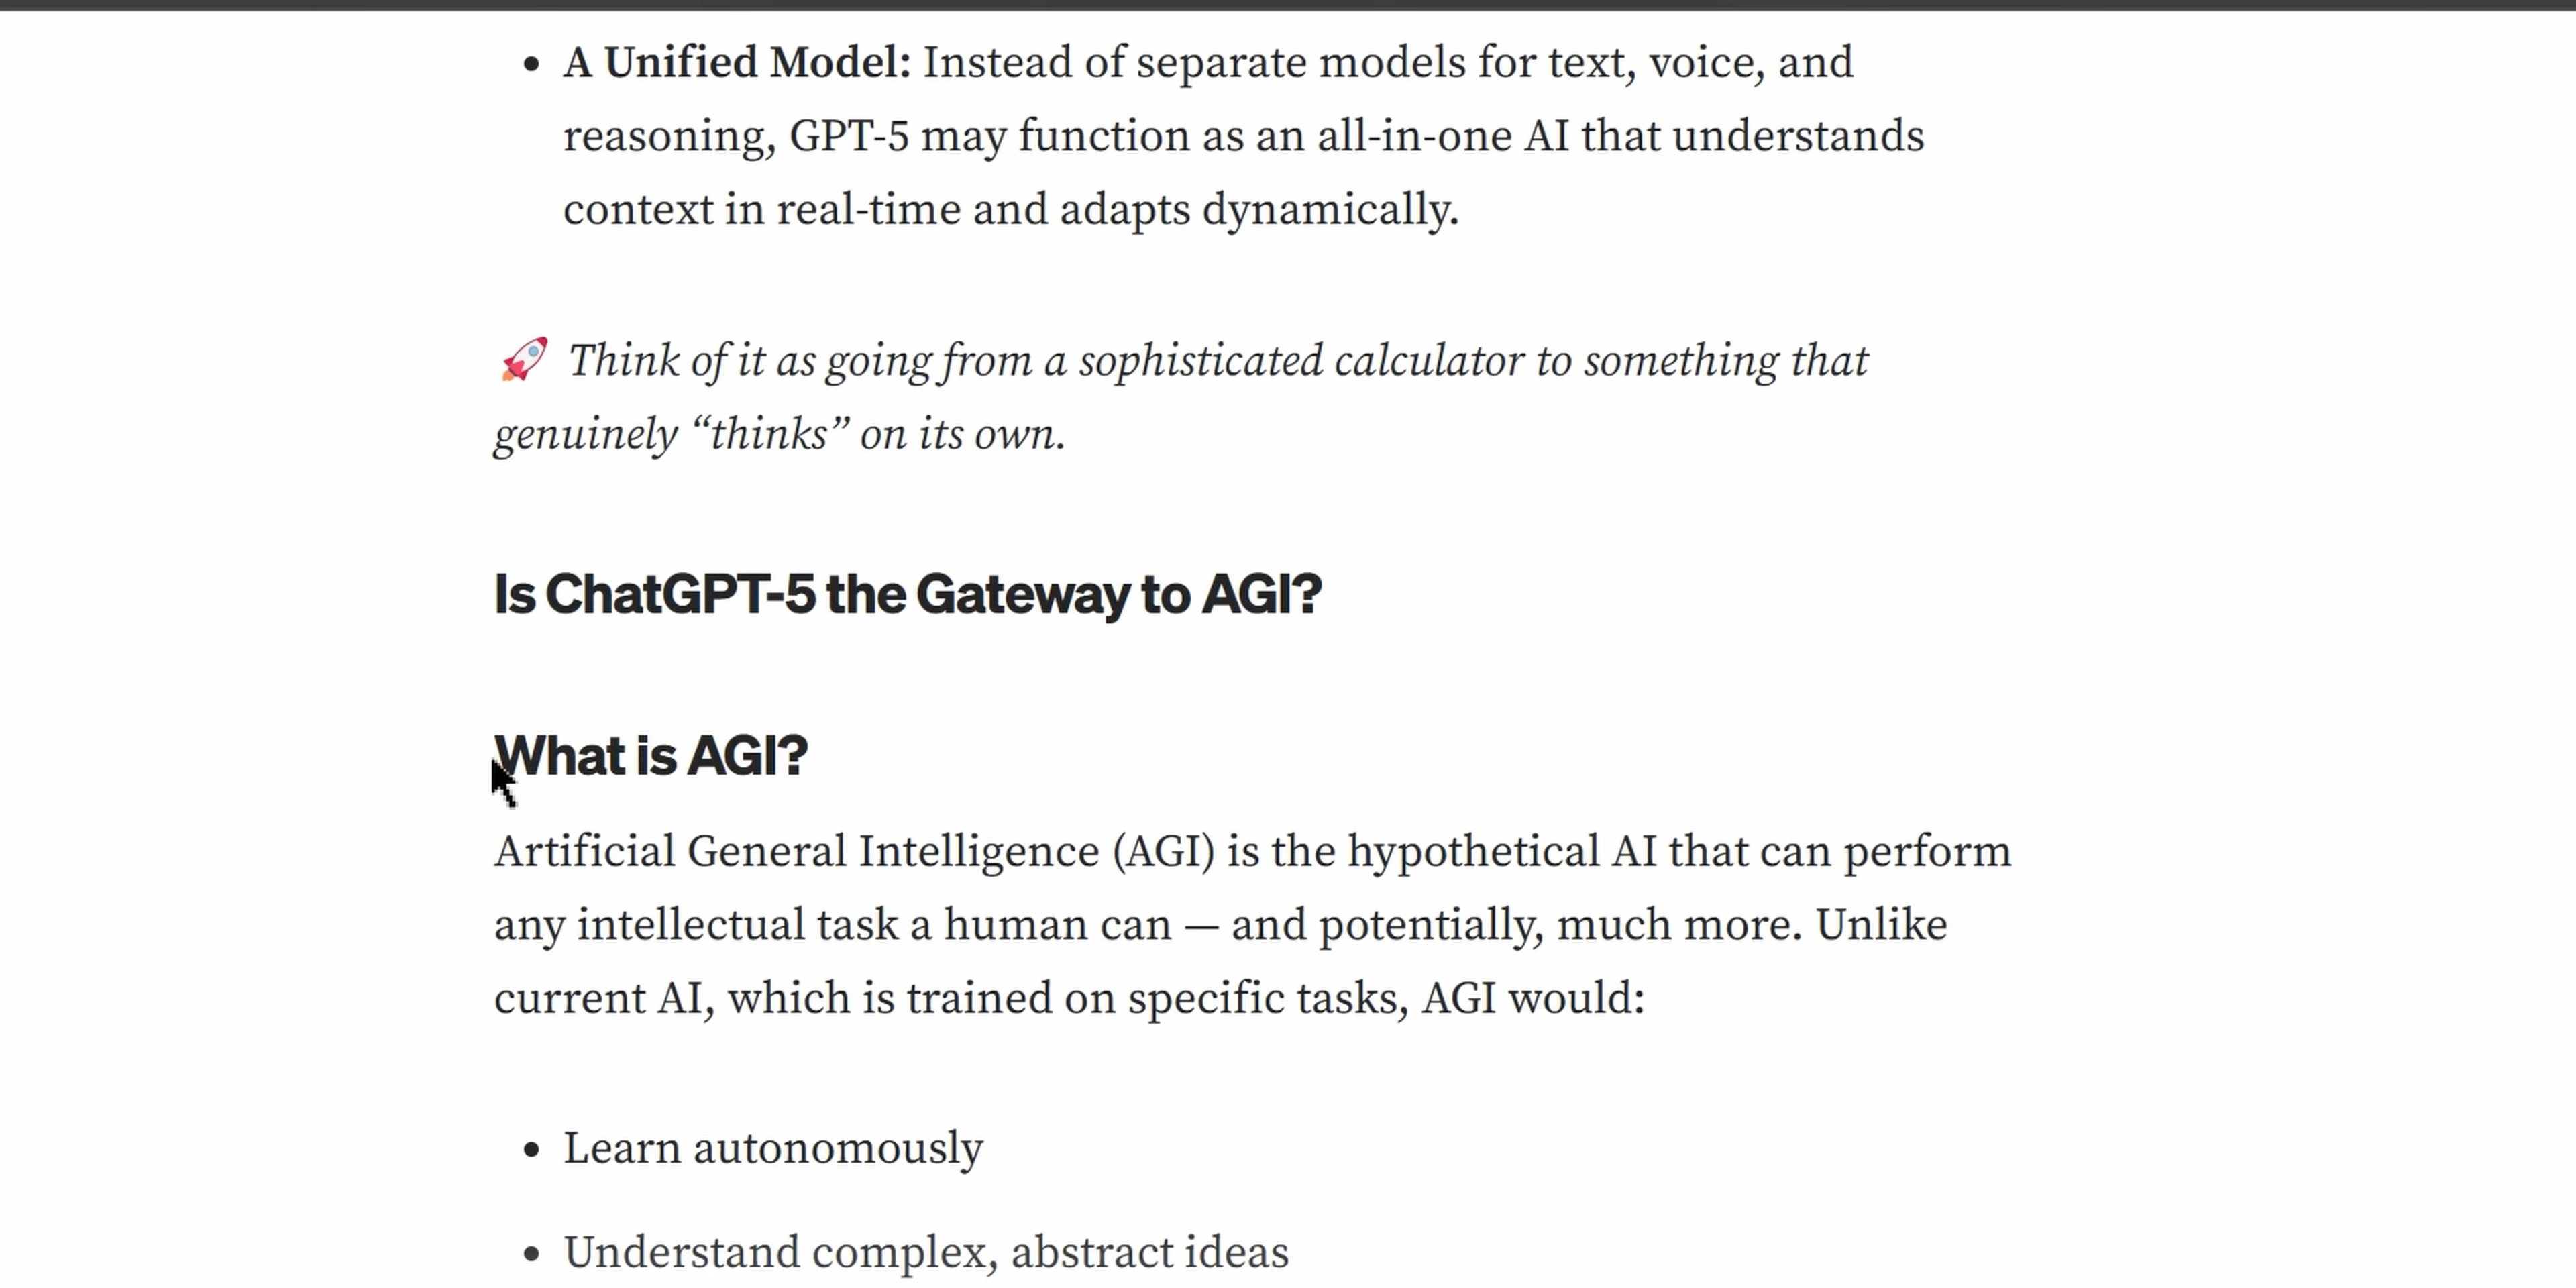 • A Unified Model: Instead of separate models for text, voice, and
reasoning, GPT-5 may function as an all-in-one AI that understands
context in real-time and adapts dynamically.
🚀 Think of it as going from a sophisticated calculator to something that
genuinely “thinks” on its own.
Is ChatGPT-5 the Gateway to AGI?
What is AGI?
Artificial General Intelligence (AGI) is the hypothetical AI that can perform
any intellectual task a human can — and potentially, much more. Unlike
current AI, which is trained on specific tasks, AGI would:
• Learn autonomously
• Understand complex, abstract ideas